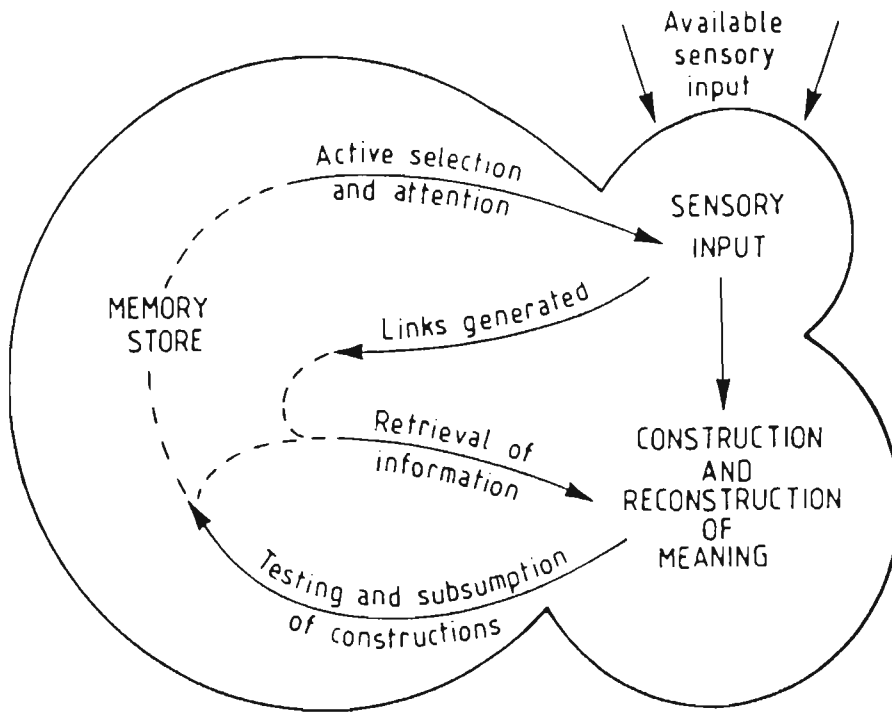 Available
sensory
input
Active selection
and attention
SENSORY
INPUT
MEMORY
STORE
Links generated
Retrieval of
information
CONSTRUCTION
AND
RECONSTRUCTION
OF
MEANING
Testing and subsumption
of constructions